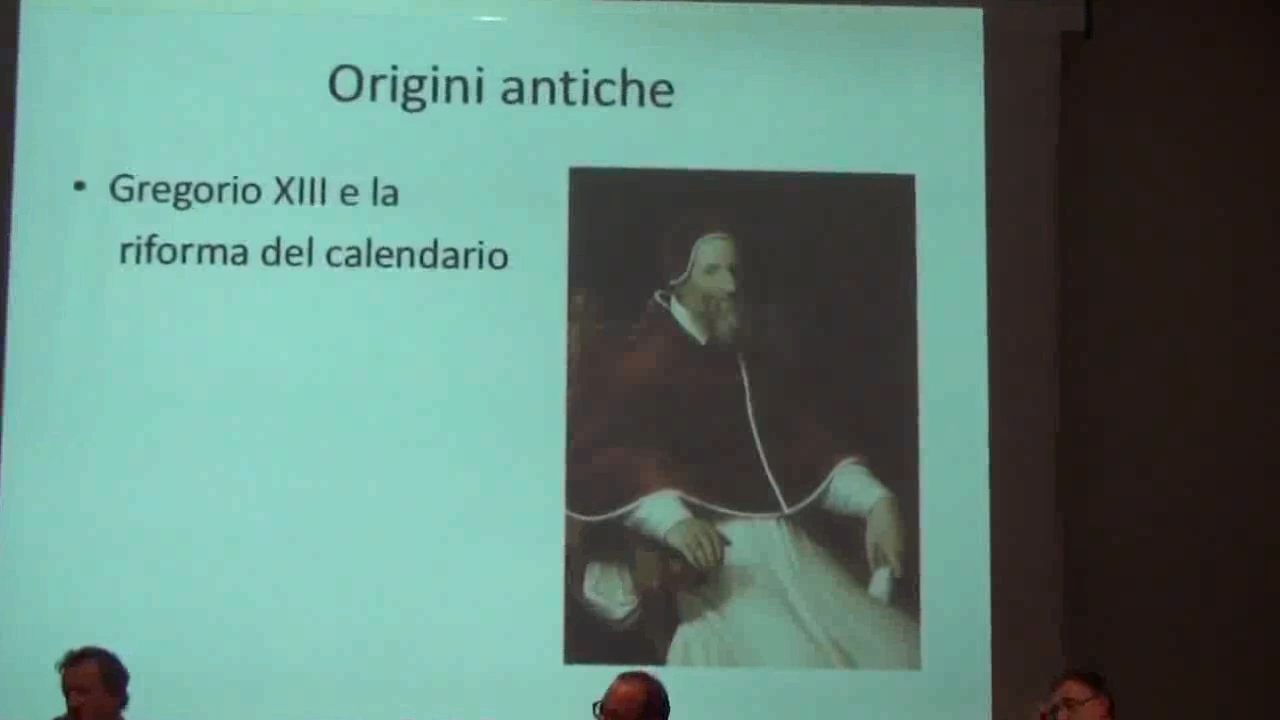 Origini antiche
• Gregorio XIII e la
riforma del calendario